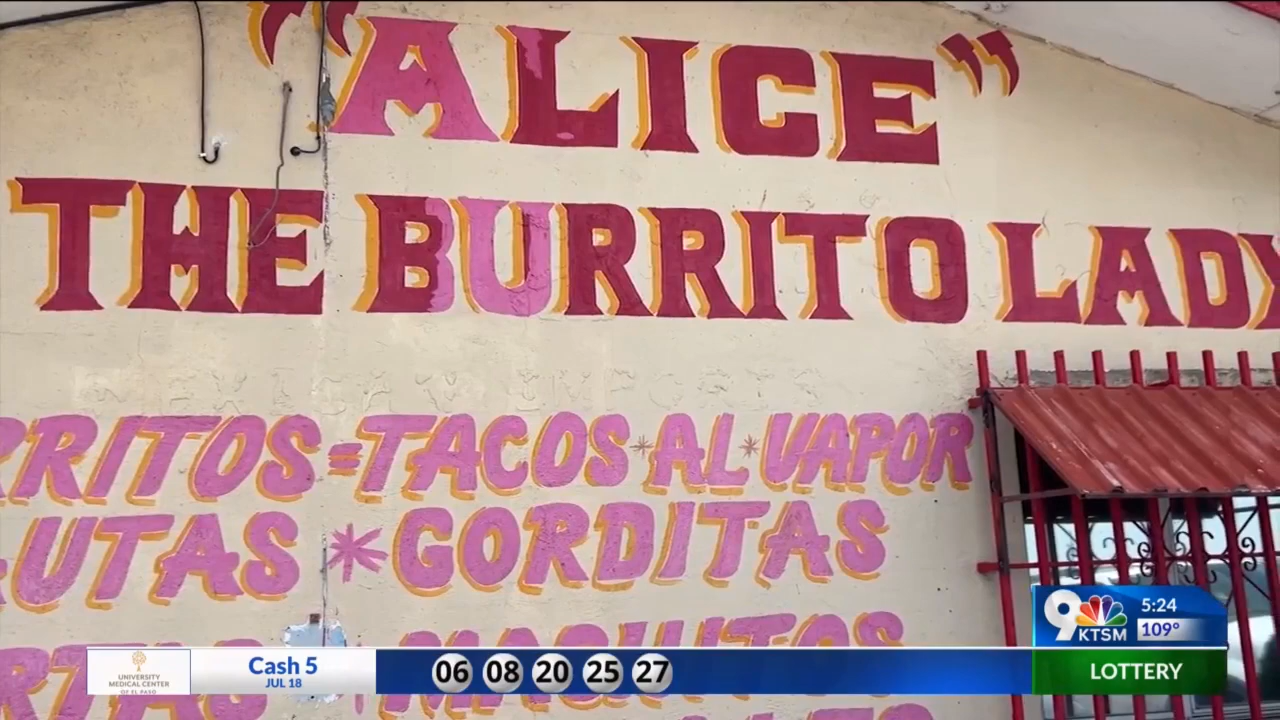 "ALICE"
THE BURRITO LADY
RRITOS = TACOS * AL * VAPOR
UTAS * GORDITAS
9 KTSM
5:24
109°
UNIVERSITY
MEDICAL CENTER
OF EL PASO
Cash 5
JUL 18
06 08 20 25 27
LOTTERY